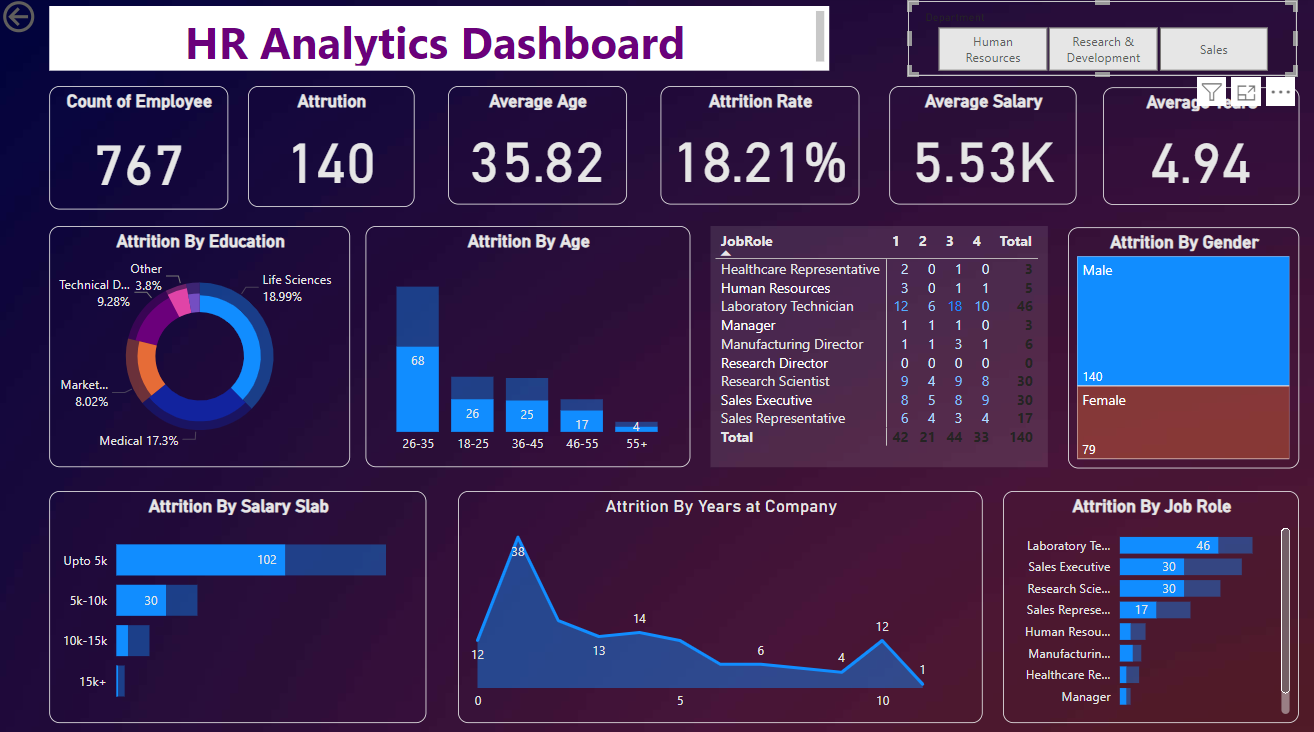 HR Analytics Dashboard
Department
Human
Resources
Research &
Development
Sales
Count of Employee
767
Attrution
140
Average Age
35.82
Attrition Rate
18.21%
Average Salary
5.53K
Average Years
4.94
Attrition By Education
Other
3.8%
Technical D...
9.28%
Life Sciences
18.99%
Market...
8.02%
Medical 17.3%
Attrition By Age
68
26
25
17
4
26-35 18-25 36-45 46-55 55+
JobRole 1 2 3 4 Total
Healthcare Representative 2 0 1 0 3
Human Resources 3 0 1 1 5
Laboratory Technician 12 6 18 10 46
Manager 1 1 1 0 3
Manufacturing Director 1 1 3 1 6
Research Director 0 0 0 0 0
Research Scientist 9 4 9 8 30
Sales Executive 8 5 8 9 30
Sales Representative 6 4 3 4 17
Total 42 21 44 33 140
Attrition By Gender
Male
140
Female
79
Attrition By Salary Slab
Upto 5k 102
5k-10k 30
10k-15k
15k+
Attrition By Years at Company
38
12
13
14
6
4
12
1
0 5 10
Attrition By Job Role
Laboratory Te... 46
Sales Executive 30
Research Scie... 30
Sales Represe... 17
Human Resou...
Manufacturin...
Healthcare Re...
Manager